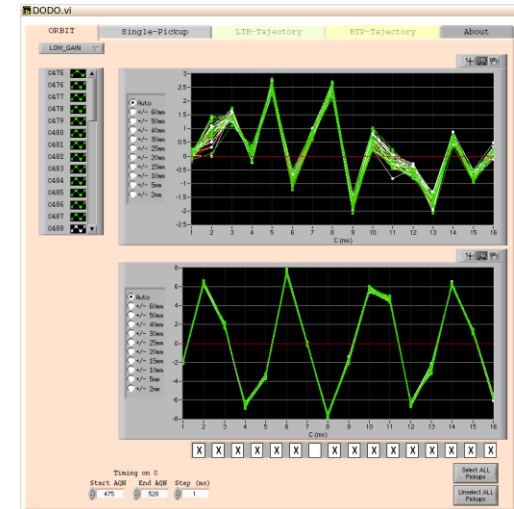 DODO.vi
ORBIT Single-Pickup LTB-Tajectory BTP-Tajectory About
LOW_GAIN
0475
0476
0477
0478
0479
0480
0481
0482
0483
0484
0485
0486
0487
0488
Auto
+/- 60mm
+/- 50mm
+/- 40mm
+/- 30mm
+/- 25mm
+/- 20mm
+/- 15mm
+/- 10mm
+/- 5mm
+/- 2mm
3
2.5
2
1.5
1
0.5
0
-0.5
-1
-1.5
-2
-2.5
1 2 3 4 5 6 7 8 9 10 11 12 13 14 15 16
C (ms)
Auto
+/- 60mm
+/- 50mm
+/- 40mm
+/- 30mm
+/- 25mm
+/- 20mm
+/- 15mm
+/- 10mm
+/- 5mm
+/- 2mm
8
6
4
2
0
-2
-4
-6
-8
1 2 3 4 5 6 7 8 9 10 11 12 13 14 15 16
C (ms)
X X X X X X X X X X X X X X X
Timing on C
Start AQN End AQN Step (ms)
475 520 1
Select ALL
Pickups
Unselect ALL
Pickups